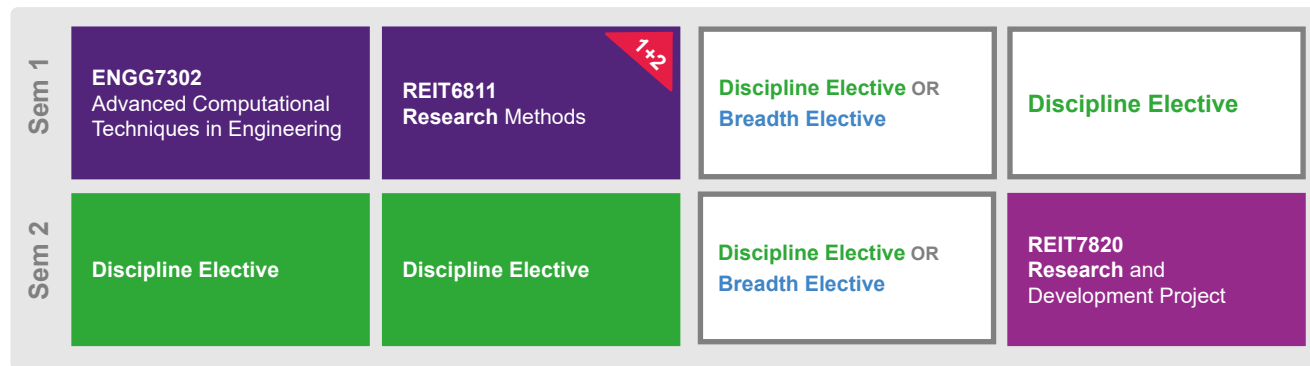 Sem 1
ENGG7302
Advanced Computational
Techniques in Engineering
REIT6811
Research Methods
1+2
Discipline Elective OR
Breadth Elective
Discipline Elective
Sem 2
Discipline Elective
Discipline Elective
Discipline Elective OR
Breadth Elective
REIT7820
Research and
Development Project